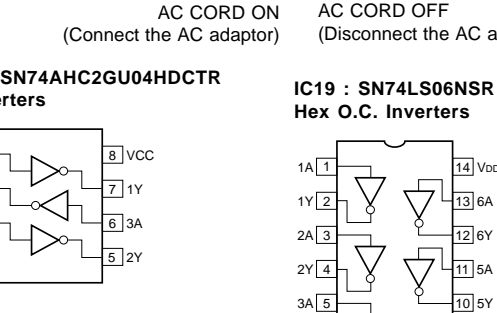 AC CORD ON
(Connect the AC adaptor)
AC CORD OFF
(Disconnect the AC a
SN74AHC2GU04HDCTR
erters
8 VCC
7 1Y
6 3A
5 2Y
IC19 : SN74LS06NSR
Hex O.C. Inverters
1A 1
1Y 2
2A 3
2Y 4
3A 5
14 VDD
13 6A
12 6Y
11 5A
10 5Y